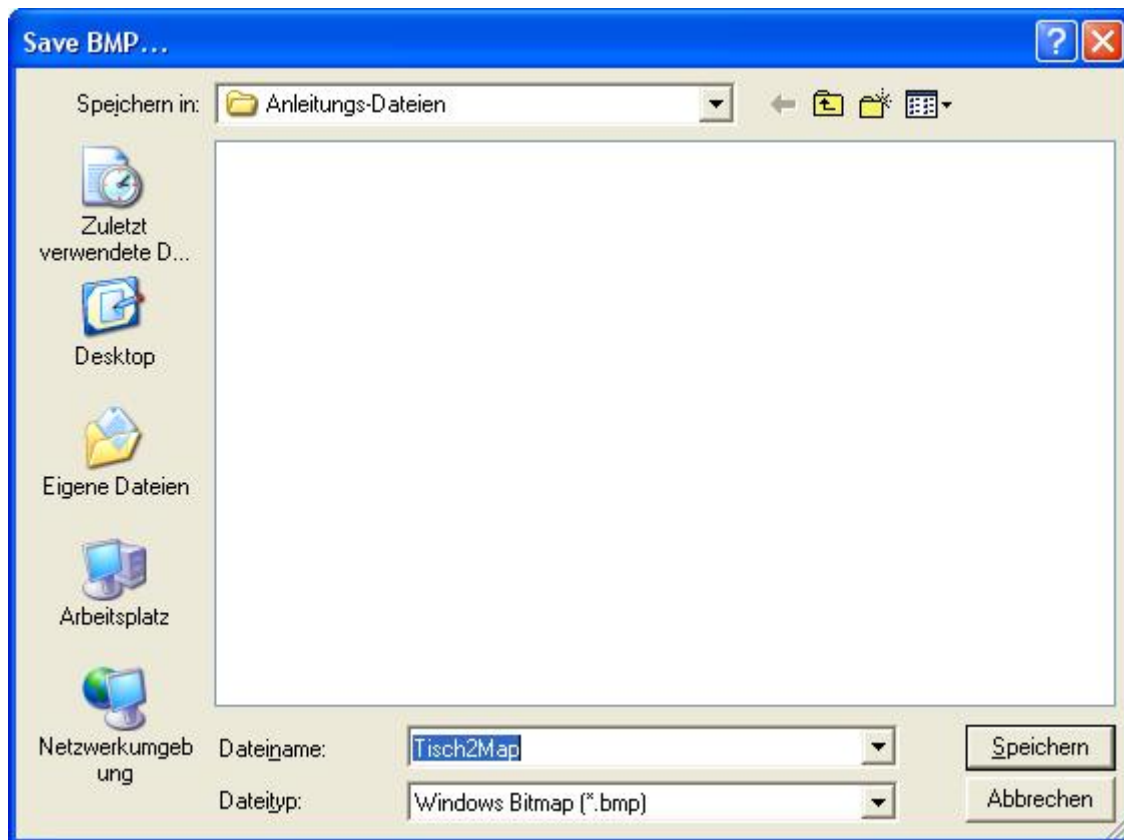 Save BMP...
Speichern in:
Anleitungs-Dateien
Zuletzt
verwendete D...
Desktop
Eigene Dateien
Arbeitsplatz
Netzwerkumgeb
ung
Dateiname:
Tisch2Map
Speichern
Dateityp:
Windows Bitmap (*.bmp)
Abbrechen